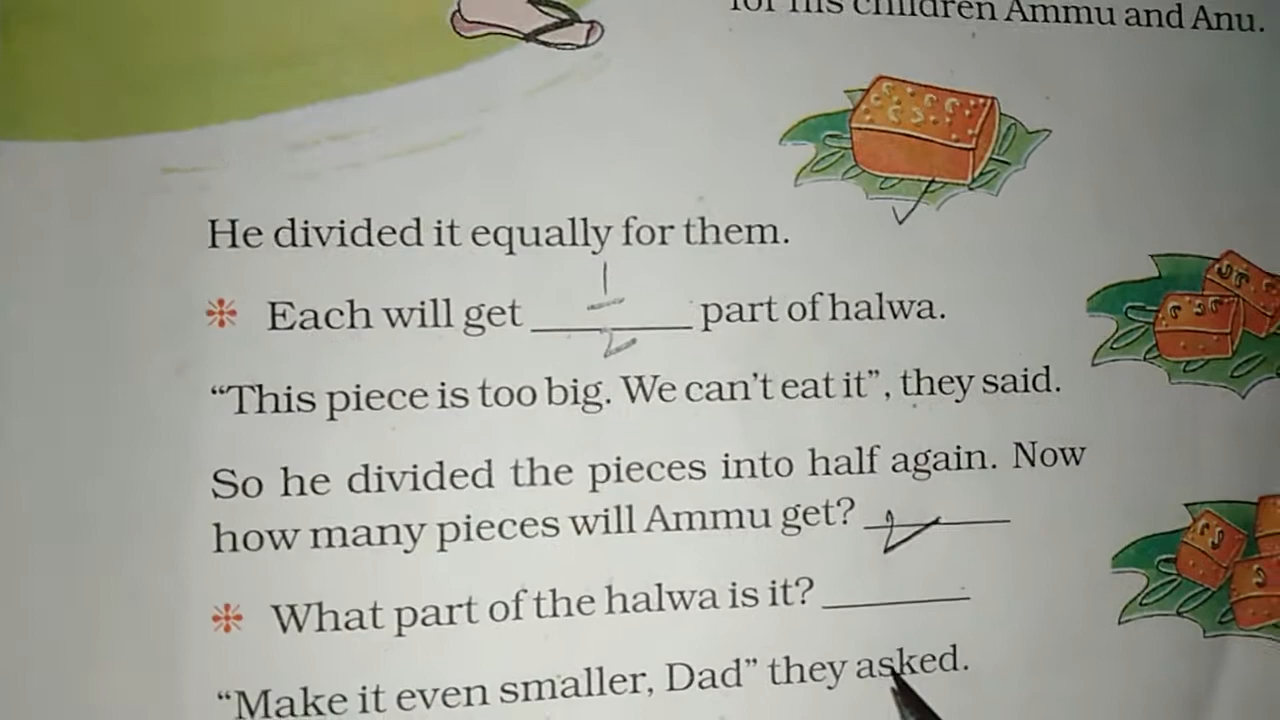 for his children Ammu and Anu.
He divided it equally for them.
Each will get 1/2 part of halwa.
“This piece is too big. We can’t eat it”, they said.
So he divided the pieces into half again. Now
how many pieces will Ammu get? 2
What part of the halwa is it? ______
“Make it even smaller, Dad” they asked.